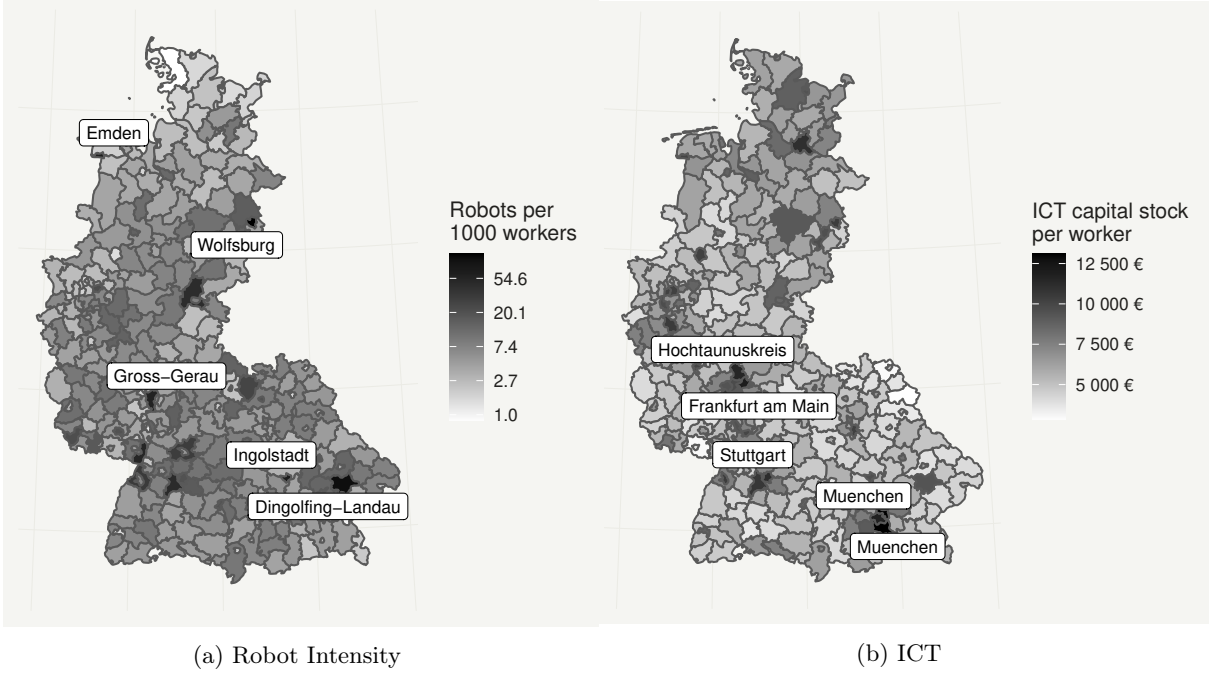 Emden
Wolfsburg
Gross−Gerau
Ingolstadt
Dingolfing−Landau
Robots per
1000 workers
54.6
20.1
7.4
2.7
1.0
(a) Robot Intensity
Hochtaunuskreis
Frankfurt am Main
Stuttgart
Muenchen
Muenchen
ICT capital stock
per worker
12 500 €
10 000 €
7 500 €
5 000 €
(b) ICT